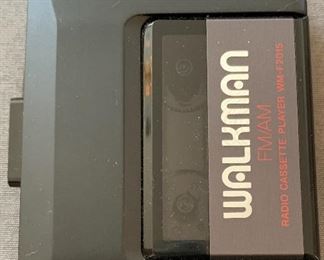 WALKMAN
FM/AM
RADIO CASSETTE PLAYER WM-F2015